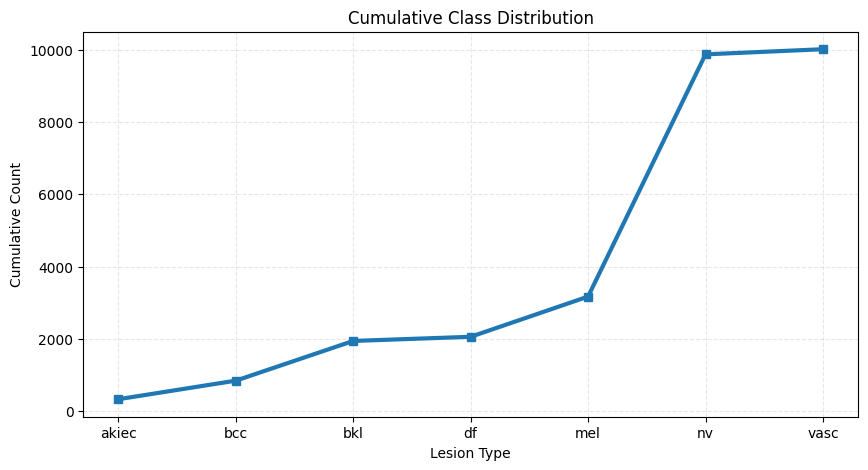 Cumulative Class Distribution
Cumulative Count
10000
8000
6000
4000
2000
0
akiec bcc bkl df mel nv vasc
Lesion Type